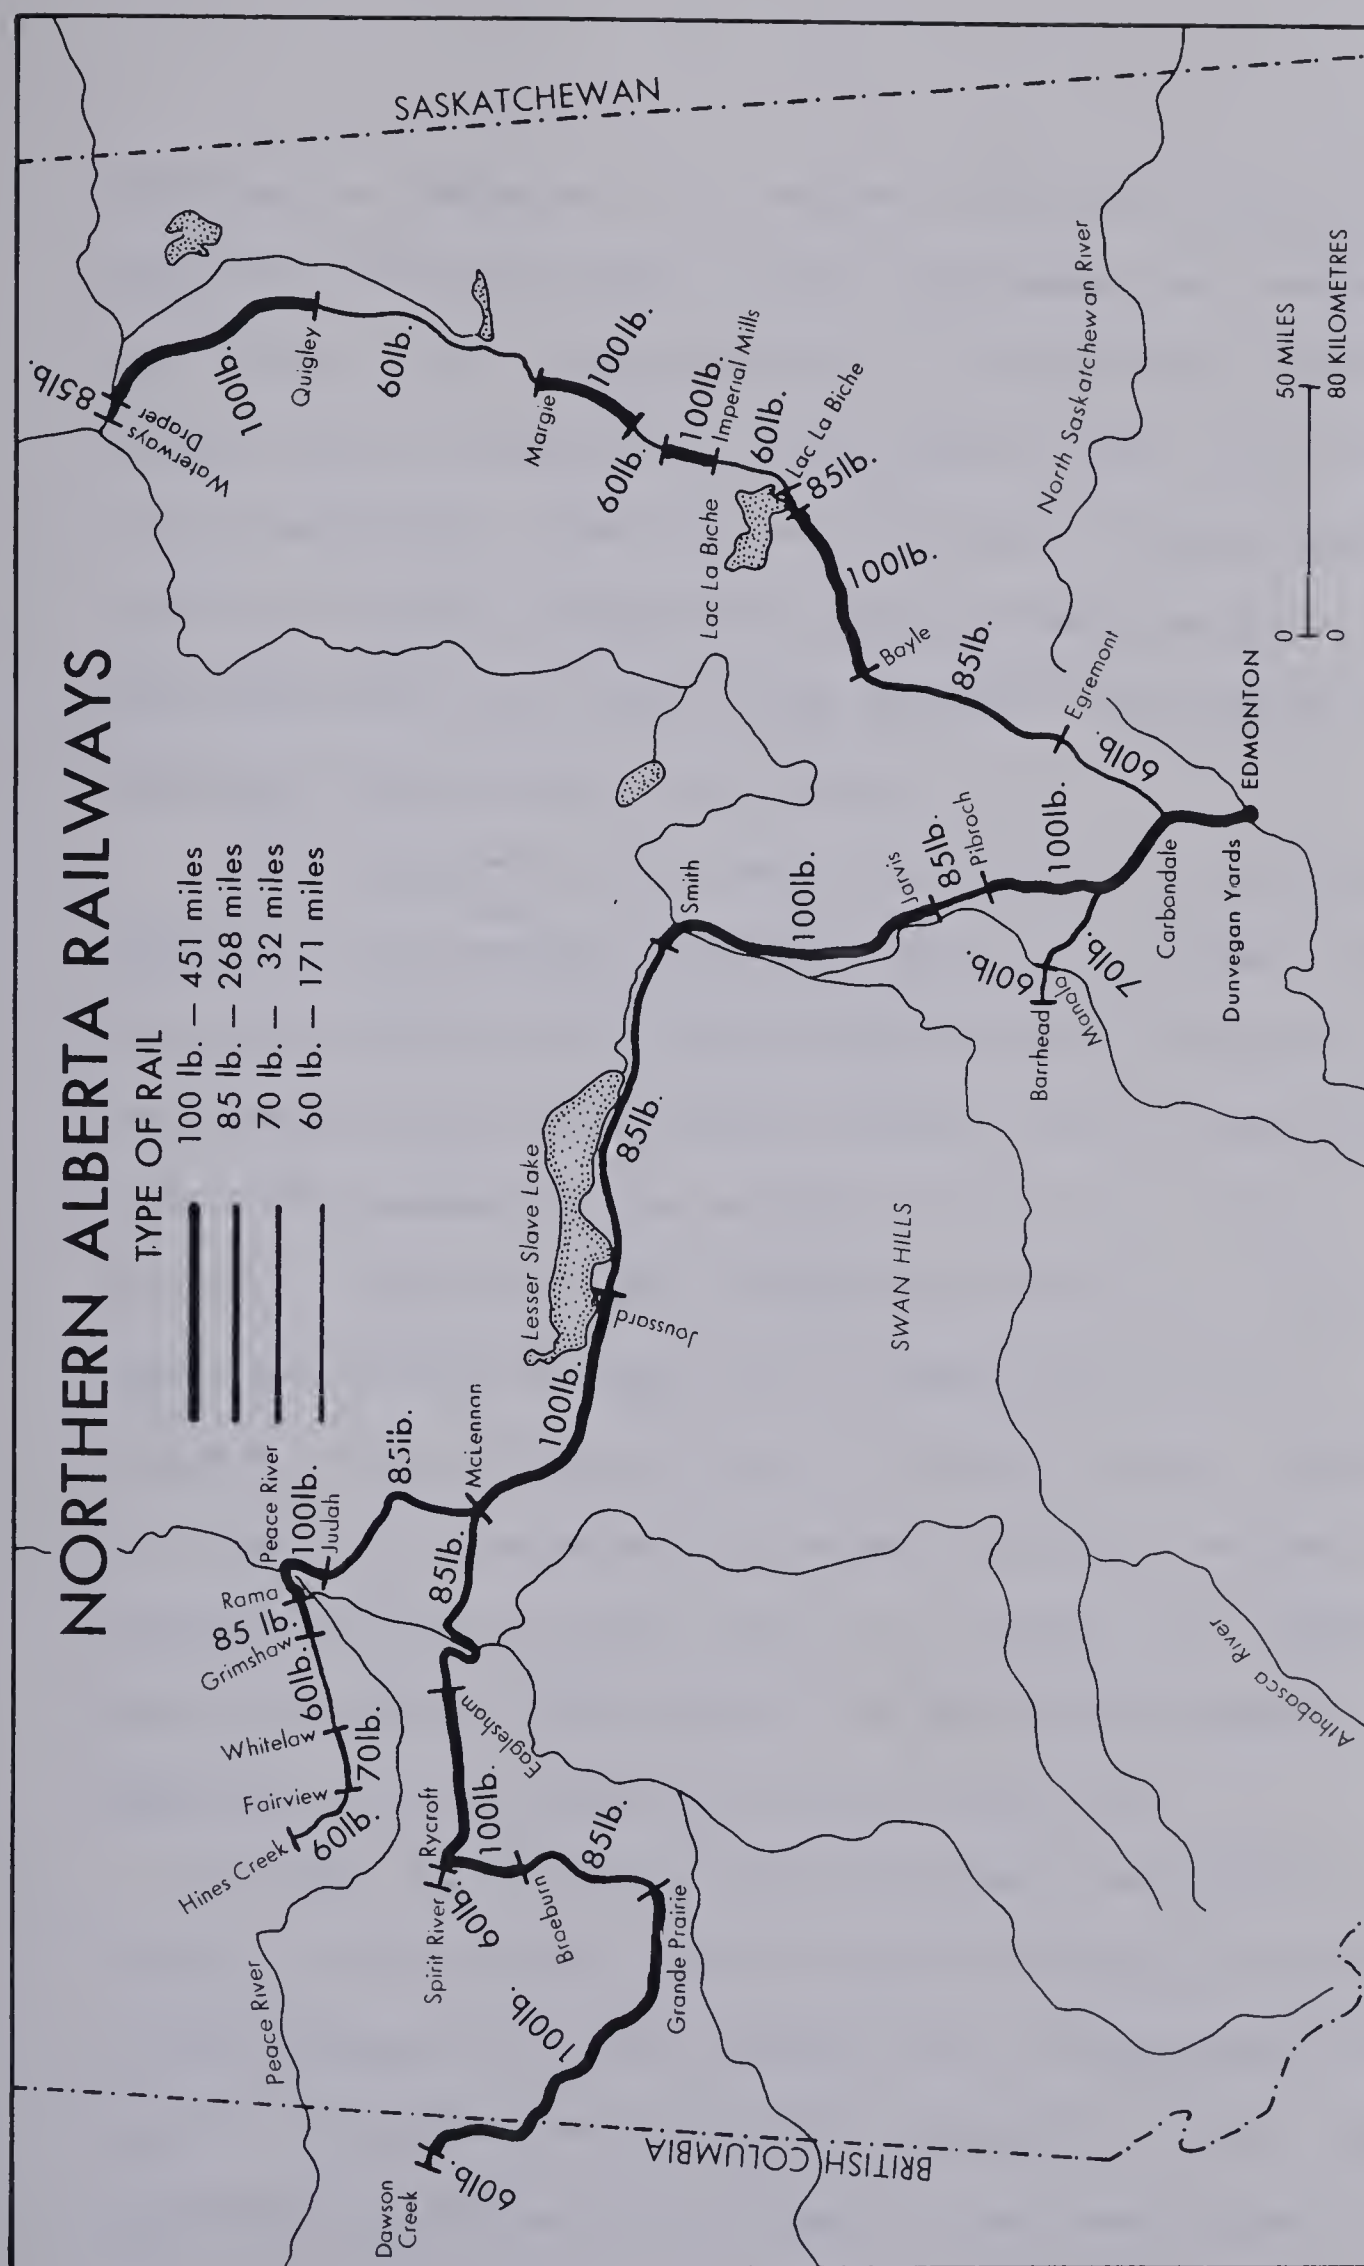 NORTHERN ALBERTA RAILWAYS
TYPE OF RAIL
100 lb. — 451 miles
85 lb. — 268 miles
70 lb. — 32 miles
60 lb. — 171 miles
BRITISH COLUMBIA
SASKATCHEWAN
Dawson
Creek
60lb.
100lb.
Grande Prairie
85lb.
Braeburn
100lb.
Spirit River
60lb.
Rycroft
Eaglesham
85lb.
McLennan
Peace River
Hines Creek
60lb.
Fairview
70lb.
Whitelaw
60lb.
Grimshaw
85 lb.
Rama
Peace River
100lb.
Judah
85lb.
100lb.
Joussard
Lesser Slave Lake
85lb.
Smith
100lb.
Jarvis
85lb.
Pibroch
100lb.
Barrhead
60lb.
Manola
70lb.
Carbondale
Dunvegan Yards
EDMONTON
60lb.
Egremont
85lb.
Boyle
100lb.
Lac La Biche
85lb.
Lac La Biche
60lb.
Imperial Mills
100lb.
60lb.
100lb.
Margie
60lb.
Quigley
100lb.
Draper
Waterways
85lb.
SWAN HILLS
Athabasca River
North Saskatchewan River
0 50 MILES
0 80 KILOMETRES